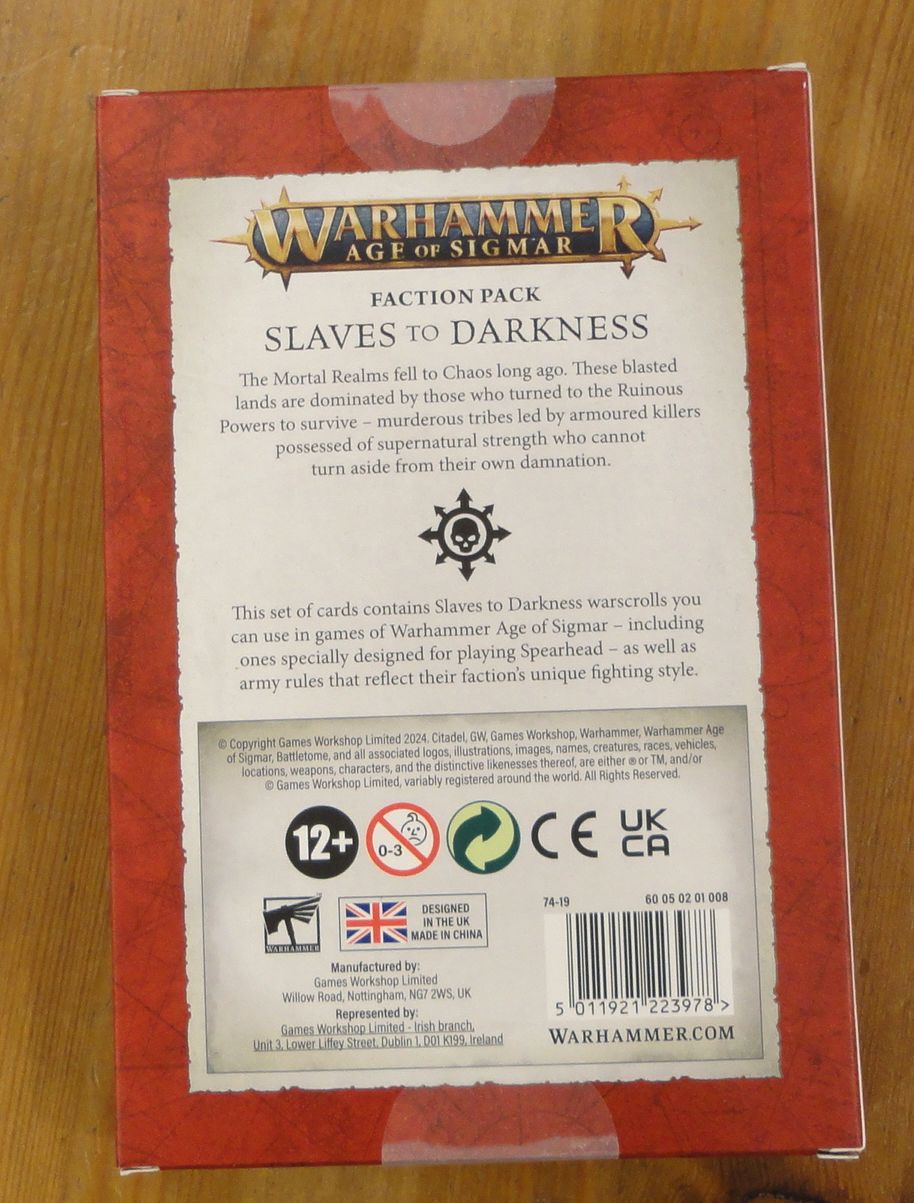 WARHAMMER
AGE OF SIGMAR
FACTION PACK
SLAVES TO DARKNESS
The Mortal Realms fell to Chaos long ago. These blasted
lands are dominated by those who turned to the Ruinous
Powers to survive – murderous tribes led by armoured killers
possessed of supernatural strength who cannot
turn aside from their own damnation.
This set of cards contains Slaves to Darkness warscrolls you
can use in games of Warhammer Age of Sigmar – including
ones specially designed for playing Spearhead – as well as
army rules that reflect their faction's unique fighting style.
© Copyright Games Workshop Limited 2024. Citadel, GW, Games Workshop, Warhammer, Warhammer Age
of Sigmar, Battletome, and all associated logos, illustrations, images, names, creatures, races, vehicles,
locations, weapons, characters, and the distinctive likenesses thereof, are either ® or TM, and/or
© Games Workshop Limited, variably registered around the world. All Rights Reserved.
12+
0-3
CE
UK
CA
WARHAMMER
TM
DESIGNED
IN THE UK
MADE IN CHINA
Manufactured by:
Games Workshop Limited
Willow Road, Nottingham, NG7 2WS, UK
Represented by:
Games Workshop Limited - Irish branch,
Unit 3, Lower Liffey Street, Dublin 1, D01 K199, Ireland
74-19 60 05 02 01 008
5 011921 223978 >
WARHAMMER.COM